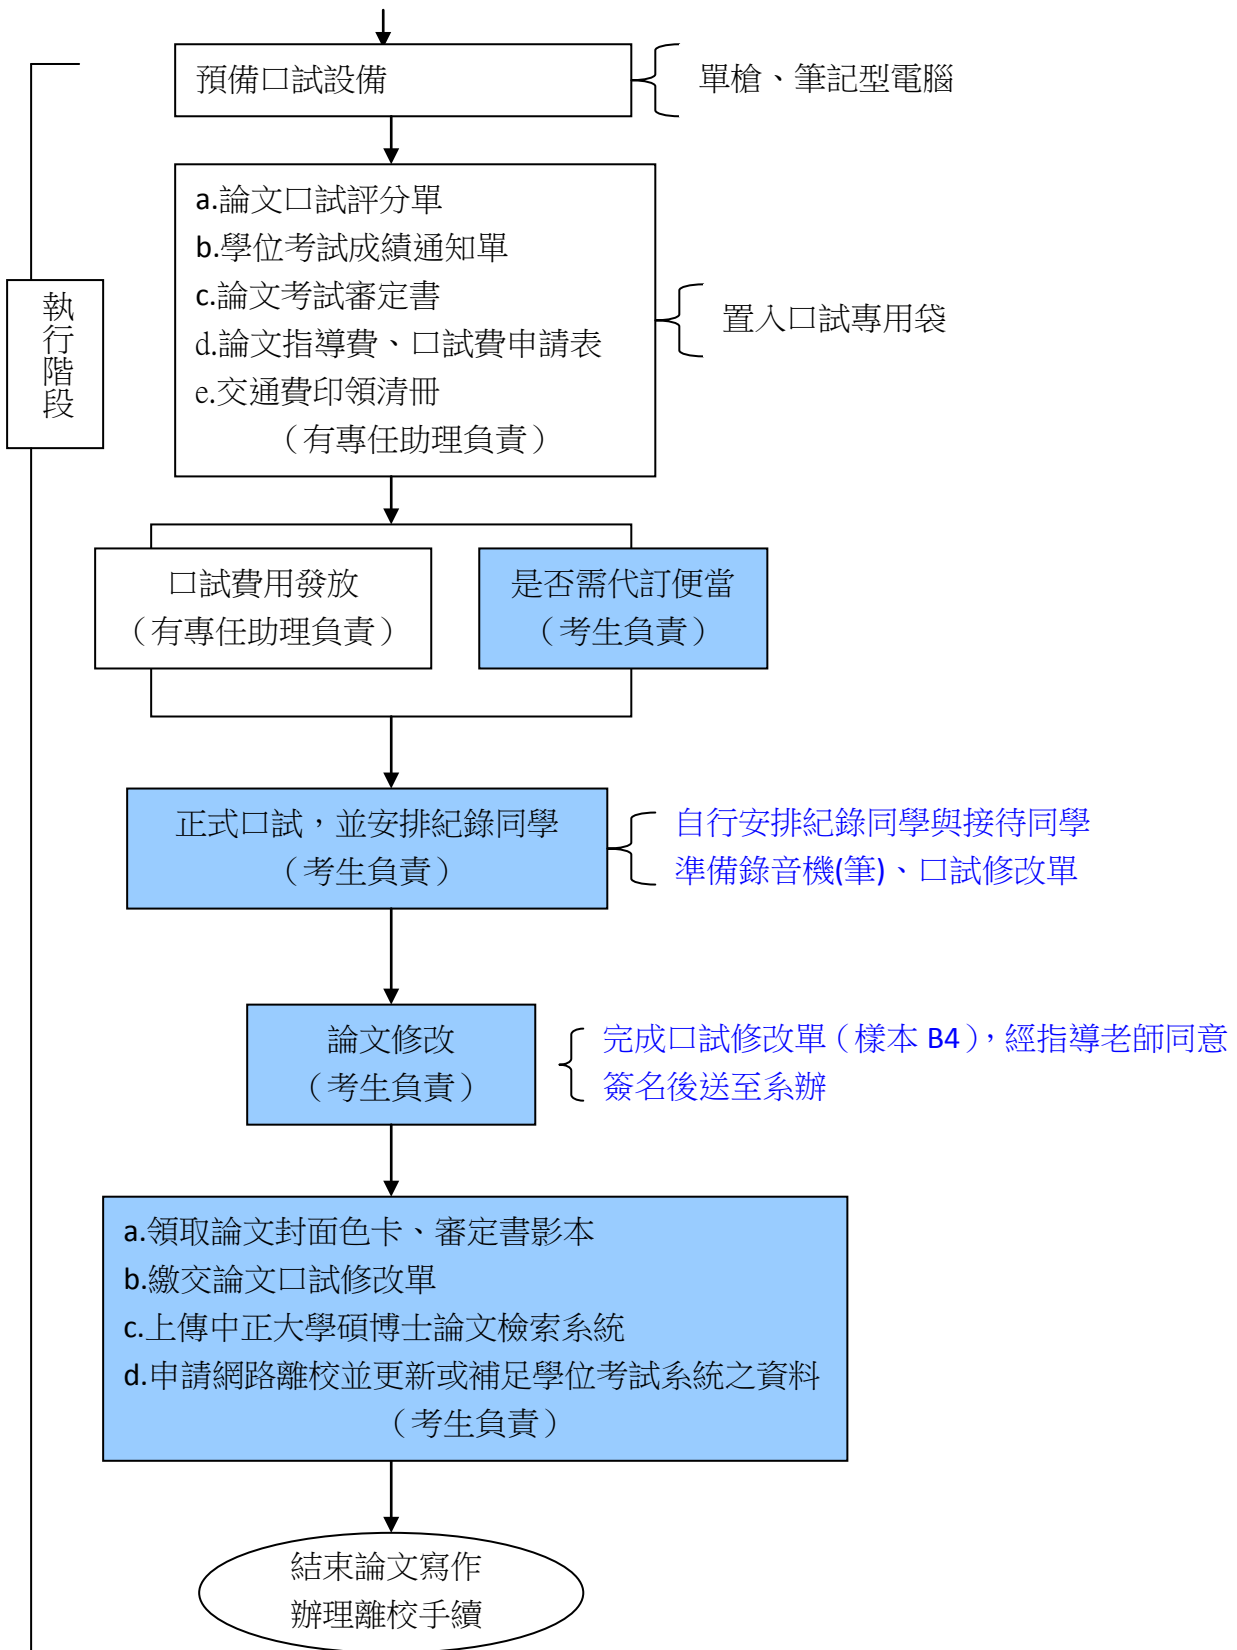 預備口試設備
單槍、筆記型電腦
執行階段
a.論文口試評分單
b.學位考試成績通知單
c.論文考試審定書
d.論文指導費、口試費申請表
e.交通費印領清冊
（有專任助理負責）
置入口試專用袋
口試費用發放
（有專任助理負責）
是否需代訂便當
（考生負責）
正式口試，並安排紀錄同學
（考生負責）
自行安排紀錄同學與接待同學
準備錄音機(筆)、口試修改單
論文修改
（考生負責）
完成口試修改單（樣本 B4），經指導老師同意
簽名後送至系辦
a.領取論文封面色卡、審定書影本
b.繳交論文口試修改單
c.上傳中正大學碩博士論文檢索系統
d.申請網路離校並更新或補足學位考試系統之資料
（考生負責）
結束論文寫作
辦理離校手續